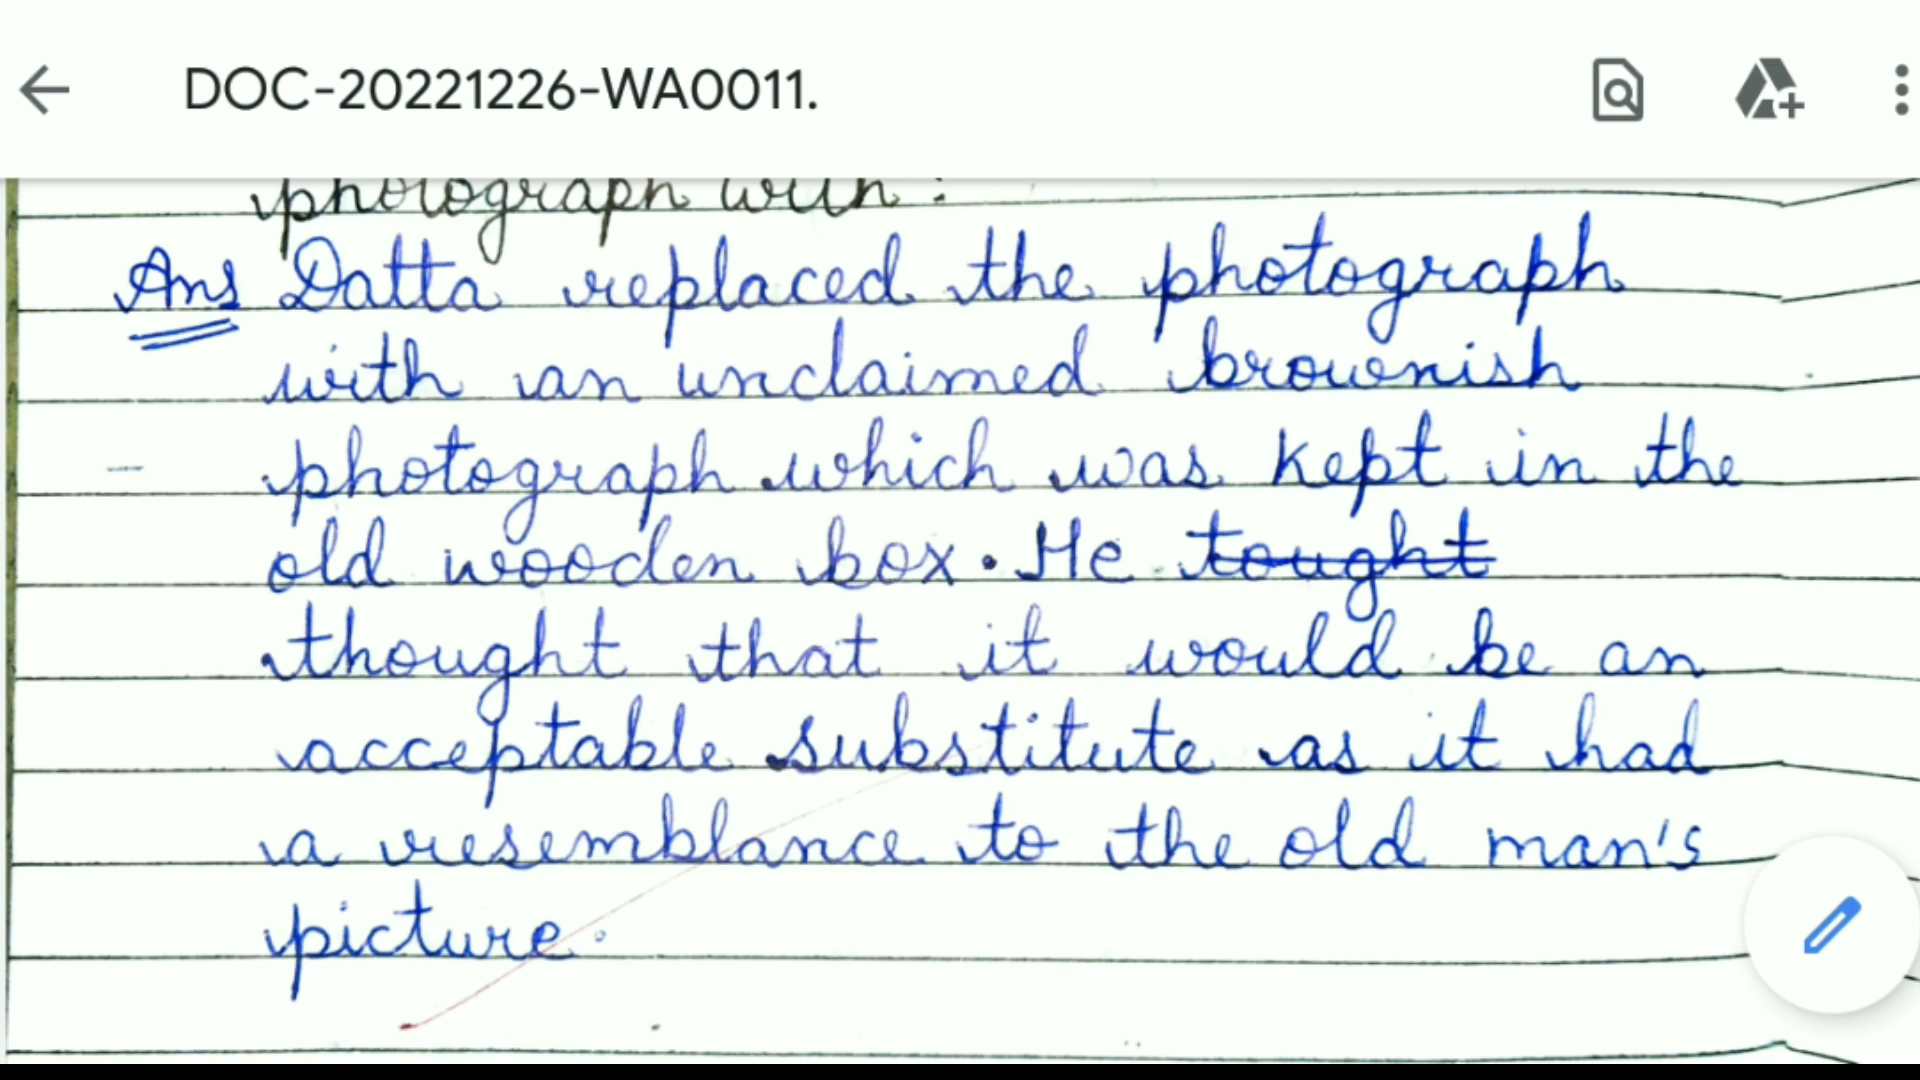 DOC-20221226-WA0011.
photograph with :
Ans Datta replaced the photograph
with an unclaimed brownish
photograph which was kept in the
old wooden box. He tought
thought that it would be an
acceptable substitute as it had
a resemblance to the old man's
picture.